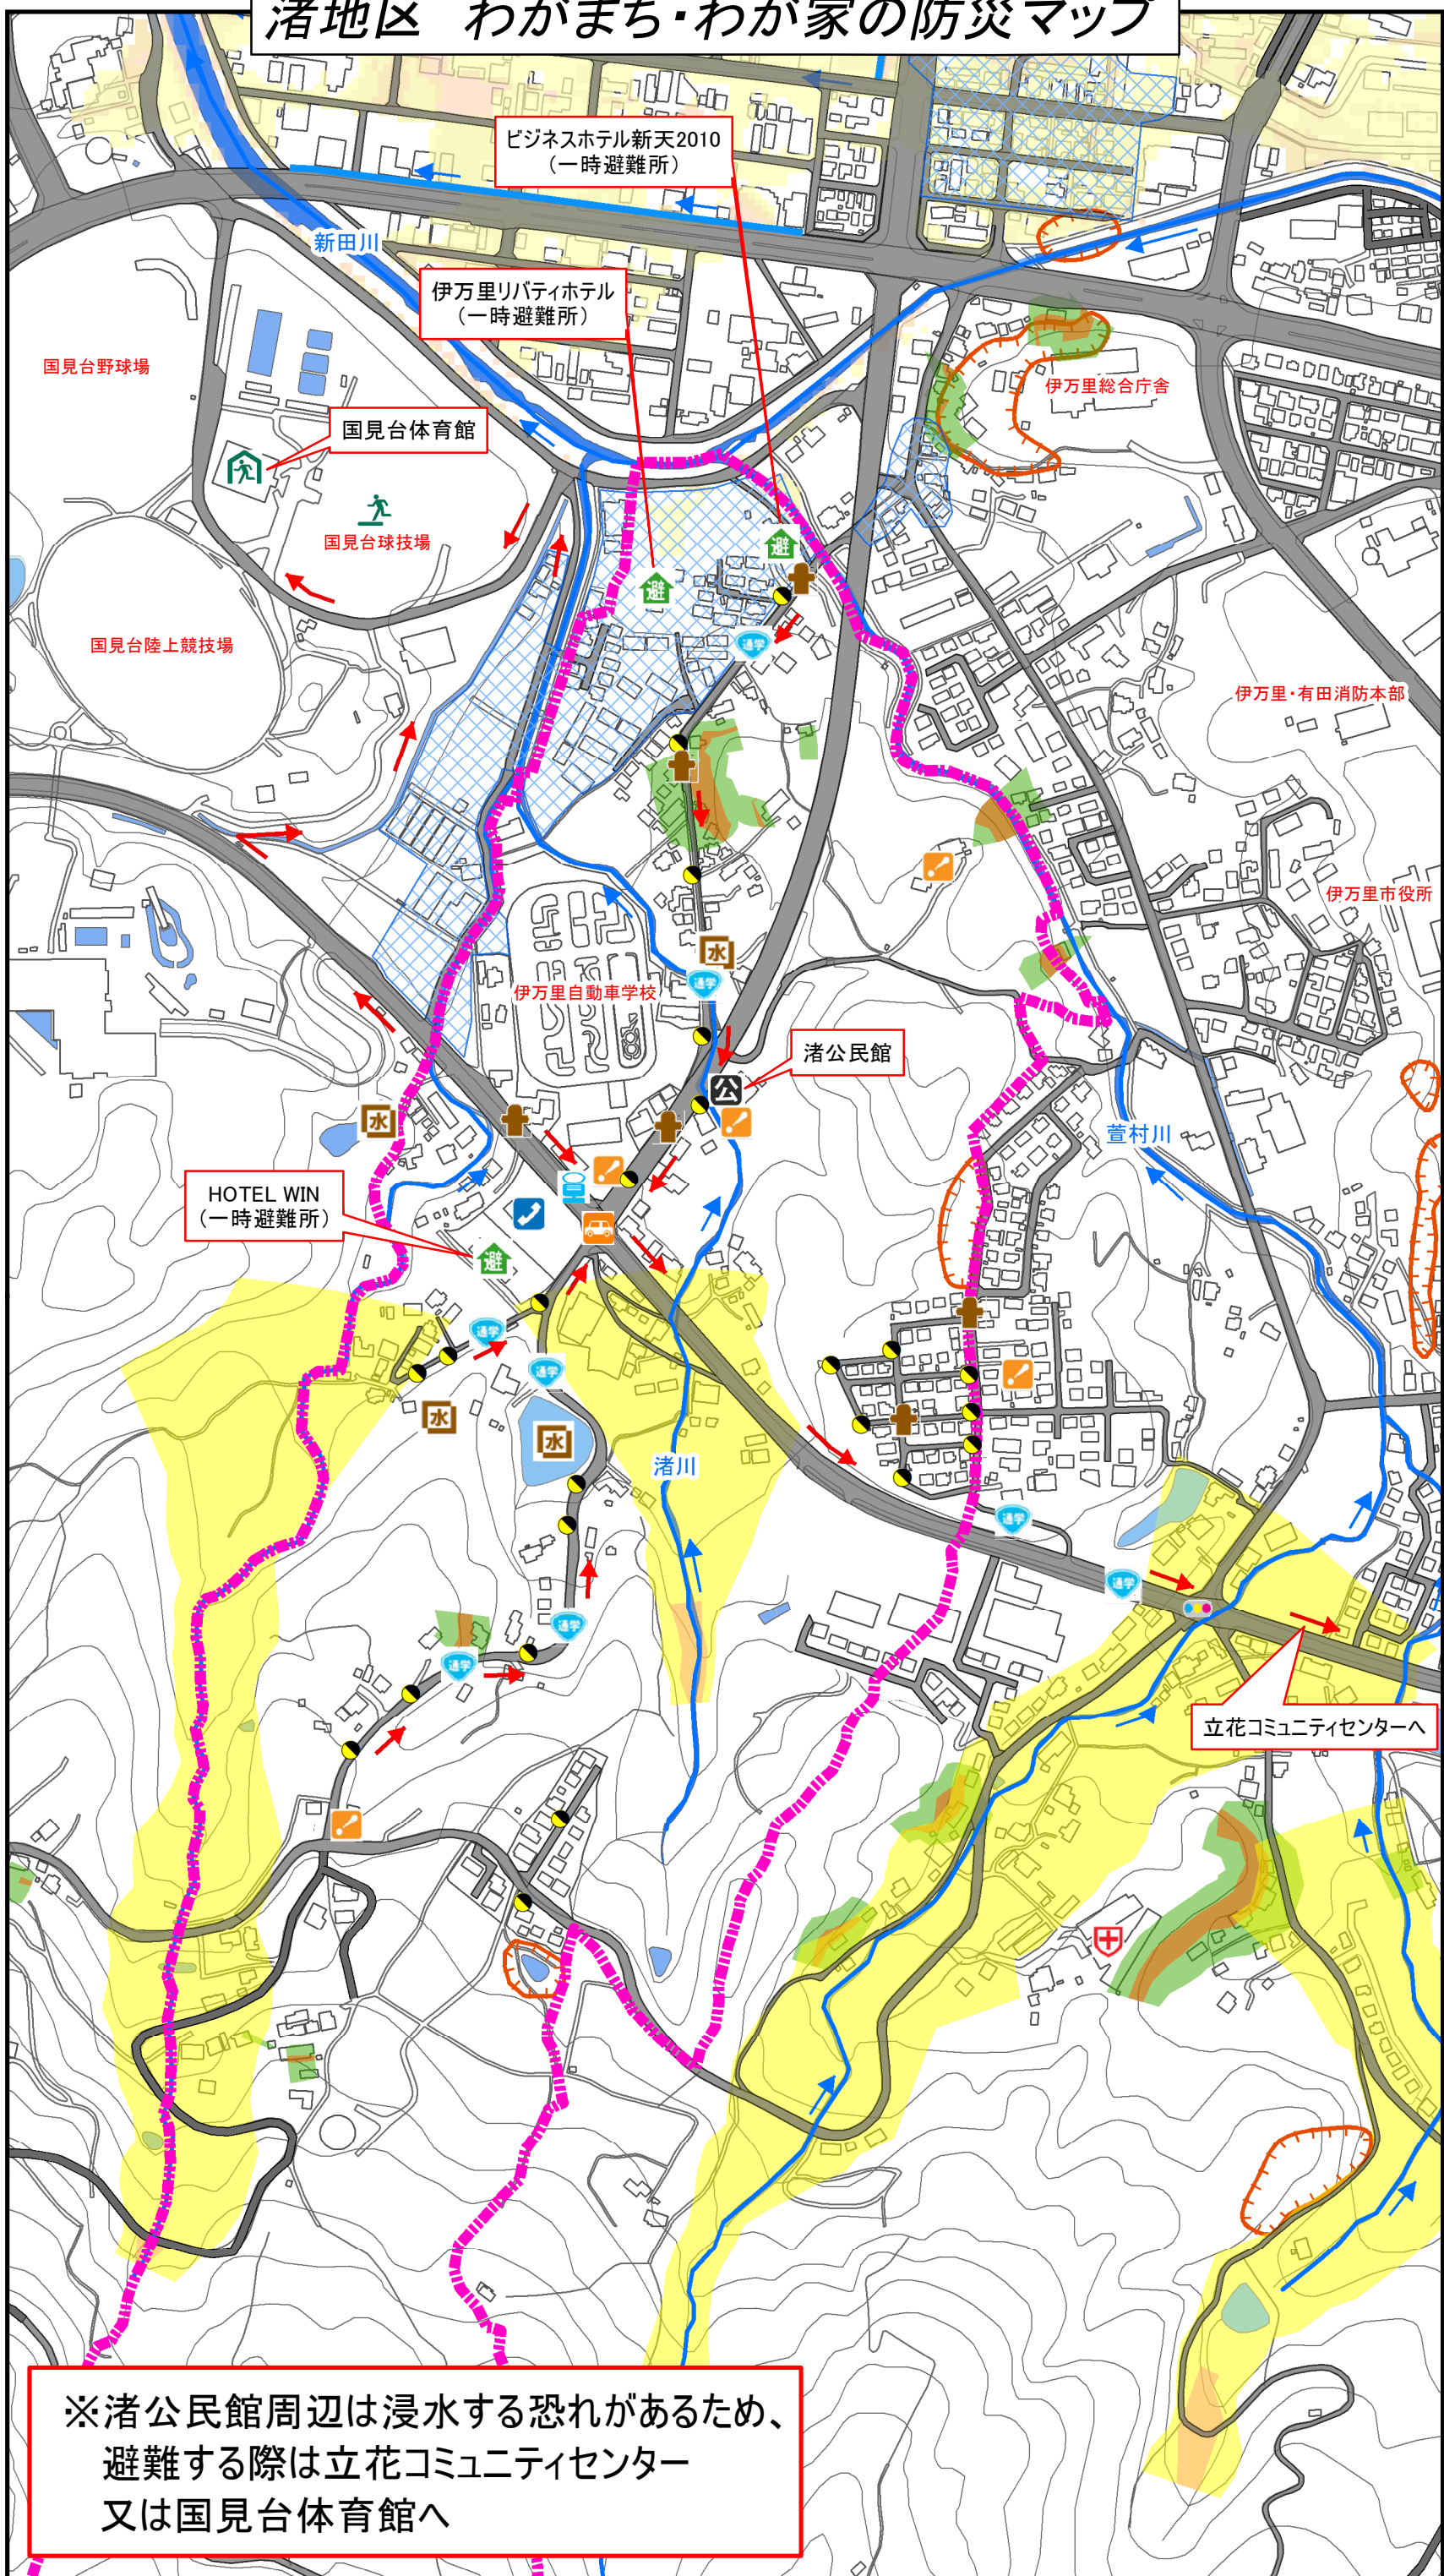 渚地区 わがまち・わが家の防災マップ
ビジネスホテル新天2010
（一時避難所）
新田川
伊万里リバティホテル
（一時避難所）
国見台野球場
伊万里総合庁舎
国見台体育館
国見台球技場
避
避
国見台陸上競技場
通学
伊万里・有田消防本部
伊万里市役所
水
通学
伊万里自動車学校
渚公民館
公
水
萱村川
HOTEL WIN
（一時避難所）
避
通学
通学
水
水
渚川
通学
通学
通学
通学
立花コミュニティセンターへ
※渚公民館周辺は浸水する恐れがあるため、
避難する際は立花コミュニティセンター
又は国見台体育館へ